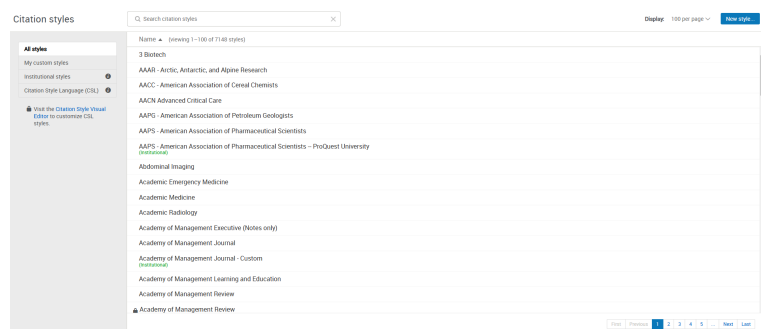 Citation styles
Search citation styles
Display: 100 per page
New style...
All styles
My custom styles
Institutional styles
Citation Style Language (CSL)
Visit the Citation Style Visual
Editor to customize CSL
styles.
Name (viewing 1–100 of 7148 styles)
3 Biotech
AAAR - Arctic, Antarctic, and Alpine Research
AACC - American Association of Cereal Chemists
AACN Advanced Critical Care
AAPG - American Association of Petroleum Geologists
AAPS - American Association of Pharmaceutical Scientists
AAPS - American Association of Pharmaceutical Scientists – ProQuest University
(Institutional)
Abdominal Imaging
Academic Emergency Medicine
Academic Medicine
Academic Radiology
Academy of Management Executive (Notes only)
Academy of Management Journal
Academy of Management Journal - Custom
(Institutional)
Academy of Management Learning and Education
Academy of Management Review
Academy of Management Review
First Previous 1 2 3 4 5 ... Next Last